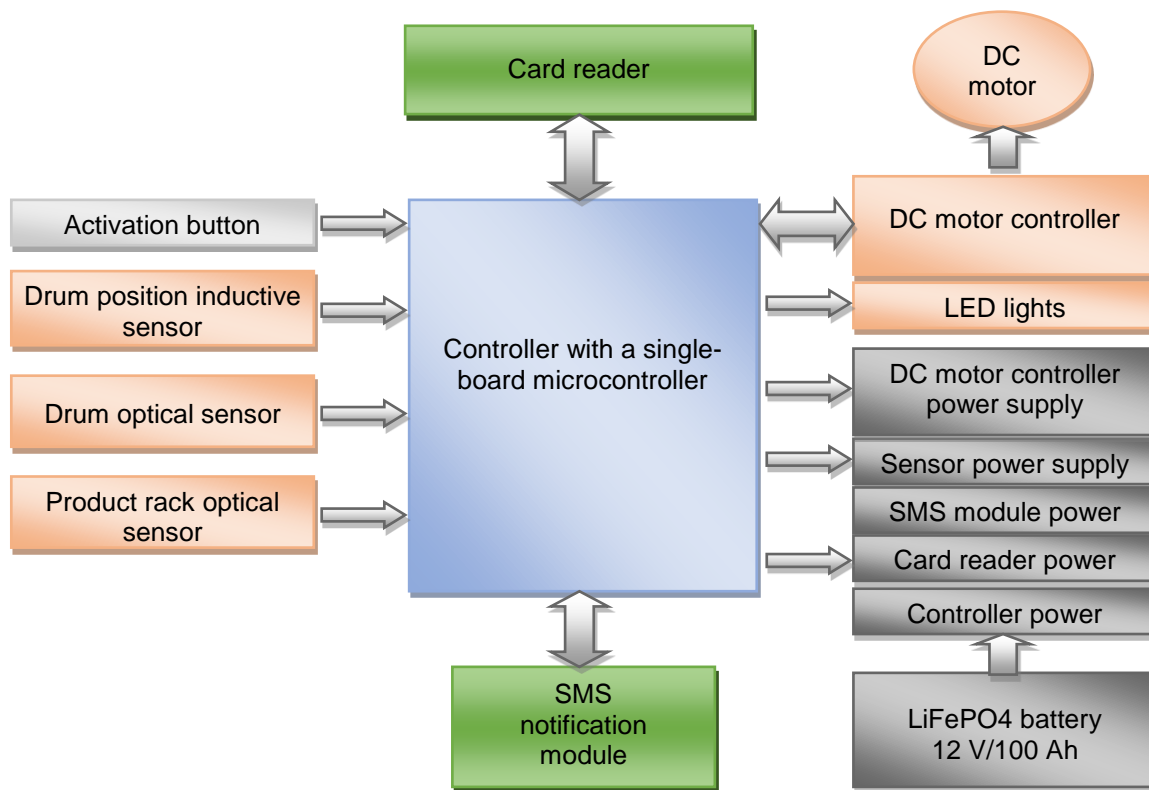 Card reader
DC
motor
Activation button
DC motor controller
Drum position inductive
sensor
LED lights
Controller with a single-
board microcontroller
DC motor controller
power supply
Drum optical sensor
Sensor power supply
Product rack optical
sensor
SMS module power
Card reader power
Controller power
SMS
notification
module
LiFePO4 battery
12 V/100 Ah